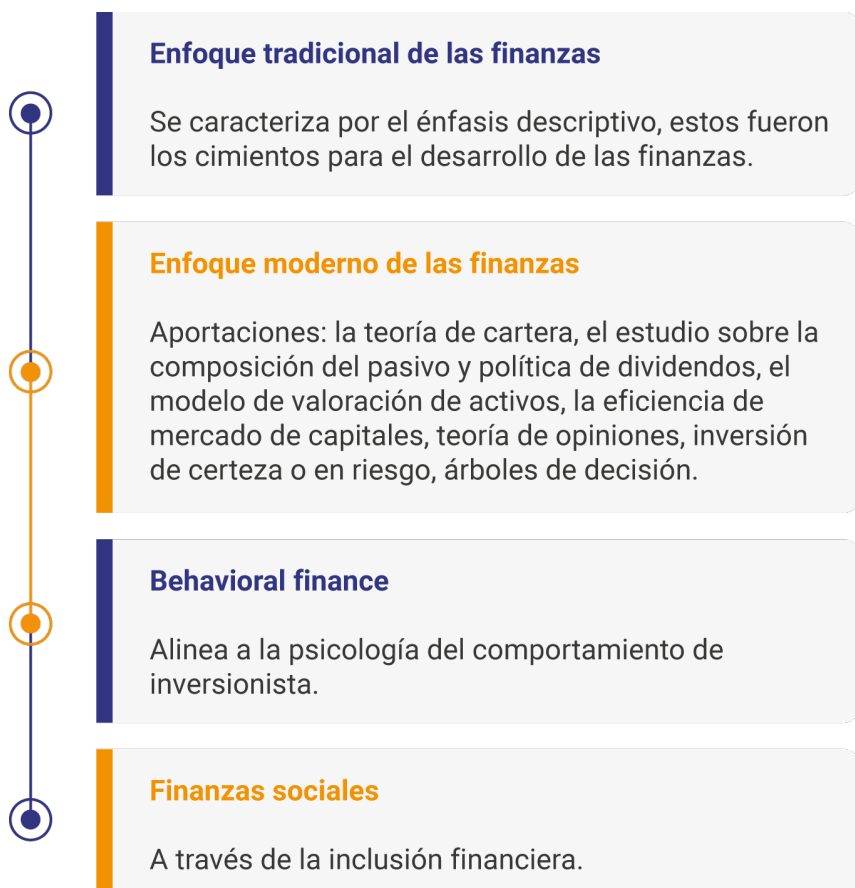 Enfoque tradicional de las finanzas
Se caracteriza por el énfasis descriptivo, estos fueron
los cimientos para el desarrollo de las finanzas.
Enfoque moderno de las finanzas
Aportaciones: la teoría de cartera, el estudio sobre la
composición del pasivo y política de dividendos, el
modelo de valoración de activos, la eficiencia de
mercado de capitales, teoría de opiniones, inversión
de certeza o en riesgo, árboles de decisión.
Behavioral finance
Alinea a la psicología del comportamiento de
inversionista.
Finanzas sociales
A través de la inclusión financiera.